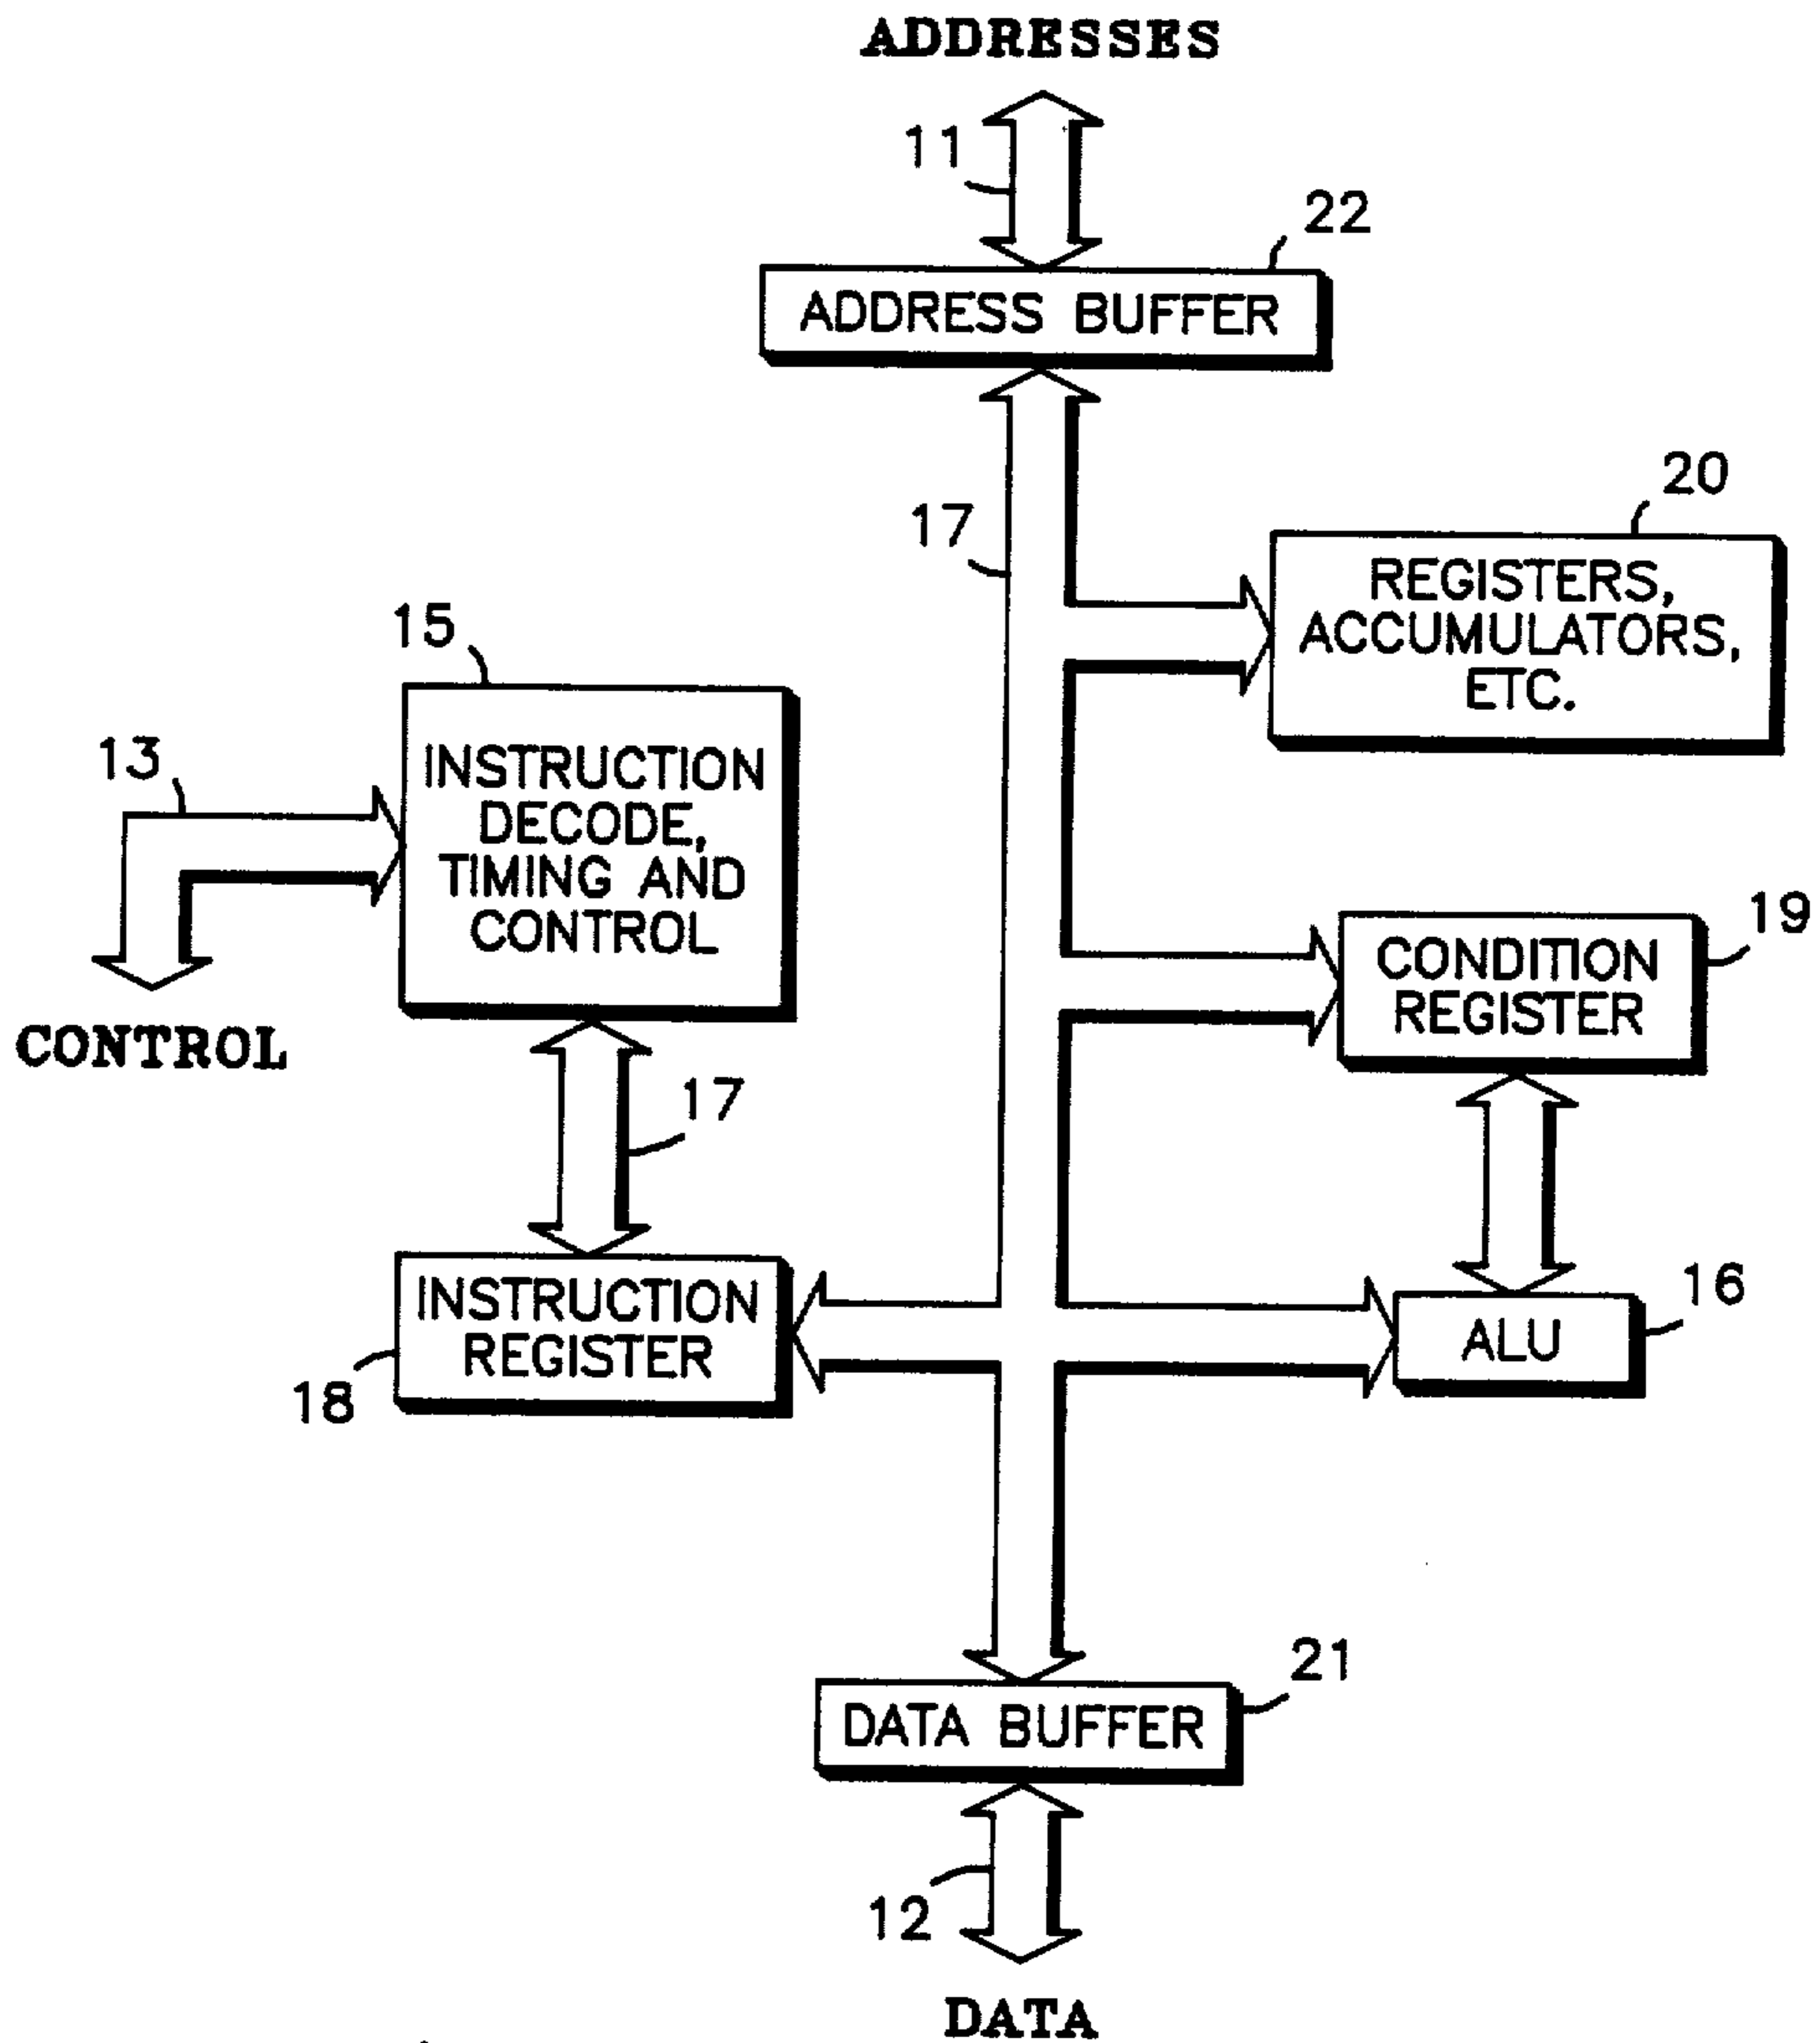 ADDRESSES
11
22
ADDRESS BUFFER
17
20
REGISTERS,
ACCUMULATORS,
ETC.
15
13
INSTRUCTION
DECODE,
TIMING AND
CONTROL
CONTROL
19
CONDITION
REGISTER
17
INSTRUCTION
REGISTER
18
16
ALU
21
DATA BUFFER
12
DATA